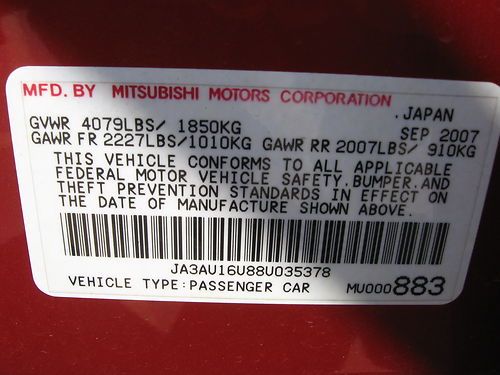 MFD. BY MITSUBISHI MOTORS CORPORATION
.JAPAN
GVWR 4079LBS/ 1850KG SEP 2007
GAWR FR 2227LBS/1010KG GAWR RR 2007LBS/ 910KG
THIS VEHICLE CONFORMS TO ALL APPLICABLE
FEDERAL MOTOR VEHICLE SAFETY.BUMPER.AND
THEFT PREVENTION STANDARDS IN EFFECT ON
THE DATE OF MANUFACTURE SHOWN ABOVE.
JA3AU16U88U035378
VEHICLE TYPE:PASSENGER CAR MU000883